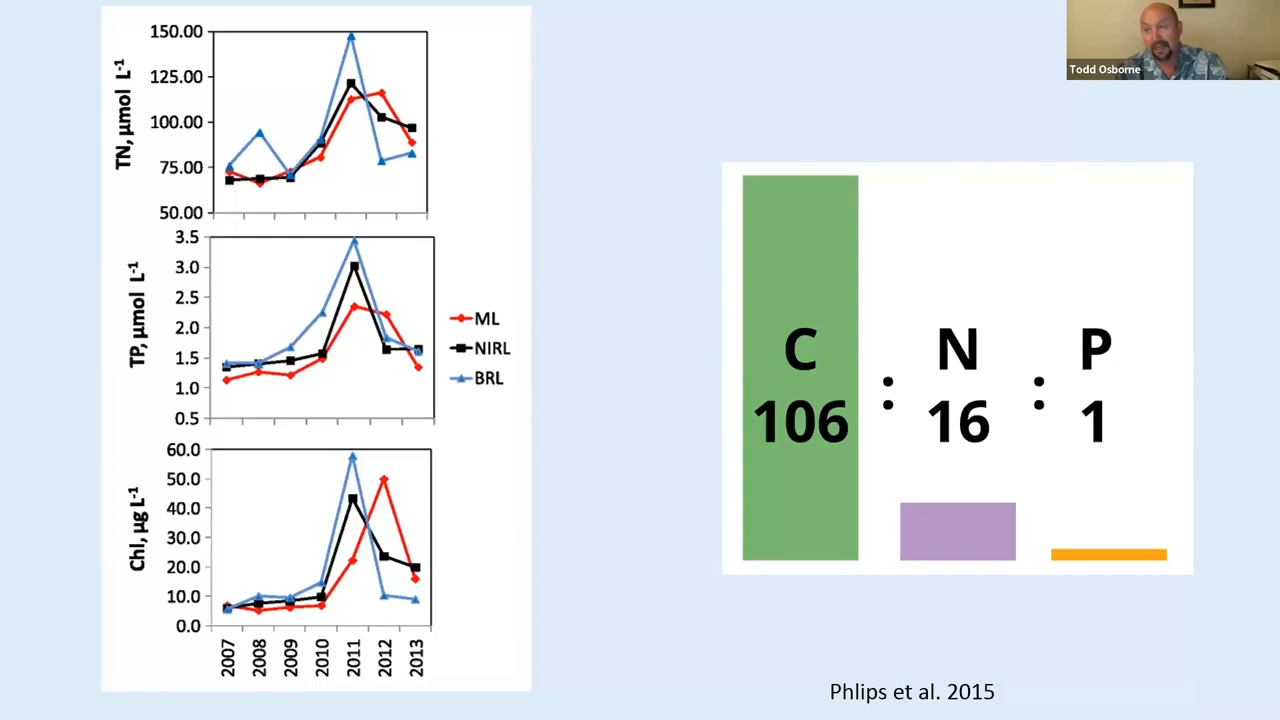 150.00
125.00
100.00
75.00
50.00
TN, µmol L⁻¹
3.5
3.0
2.5
2.0
1.5
1.0
0.5
TP, µmol L⁻¹
60.0
50.0
40.0
30.0
20.0
10.0
0.0
Chl, µg L⁻¹
2007
2008
2009
2010
2011
2012
2013
ML
NIRL
BRL
C : N : P
106 16 1
Phlips et al. 2015
Todd Osborne